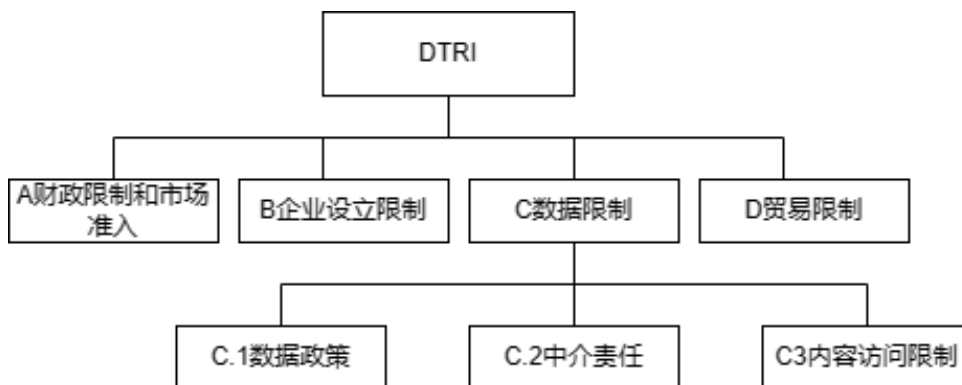 DTRI
A财政限制和市场
准入
B企业设立限制
C数据限制
D贸易限制
C.1数据政策
C.2中介责任
C3内容访问限制